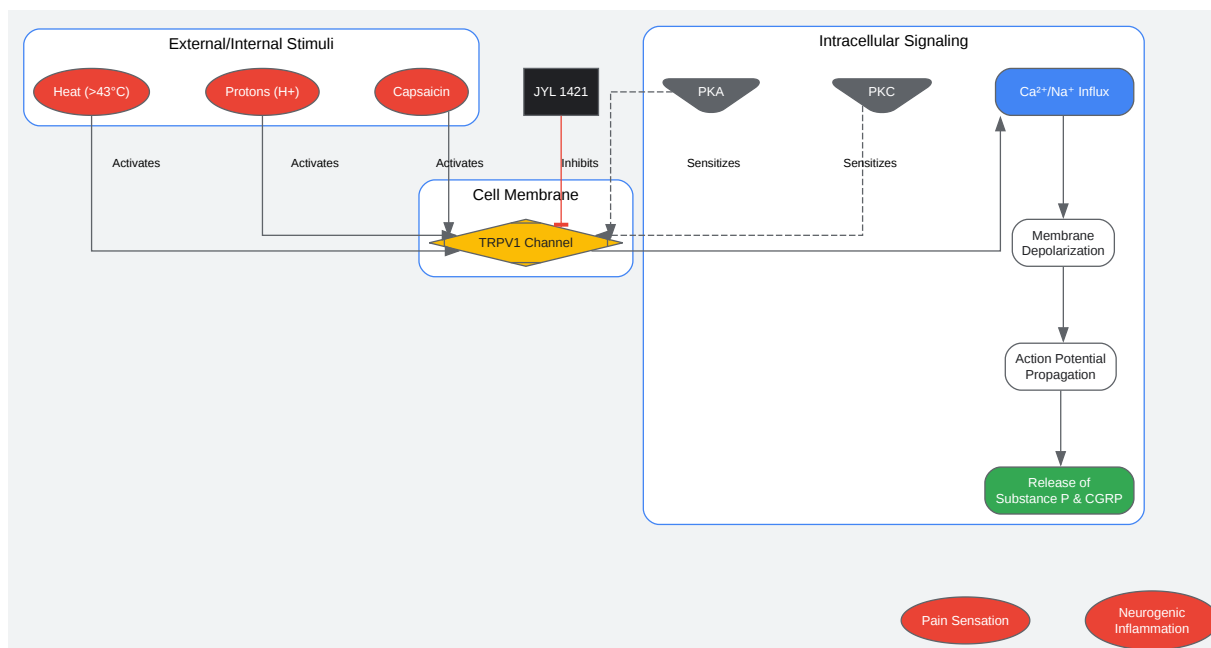 External/Internal Stimuli
Intracellular Signaling
Heat (>43°C)
Protons (H+)
Capsaicin
JYL 1421
PKA
PKC
Ca²⁺/Na⁺ Influx
Activates
Activates
Activates
Inhibits
Sensitizes
Sensitizes
Cell Membrane
TRPV1 Channel
Membrane
Depolarization
Action Potential
Propagation
Release of
Substance P & CGRP
Pain Sensation
Neurogenic
Inflammation